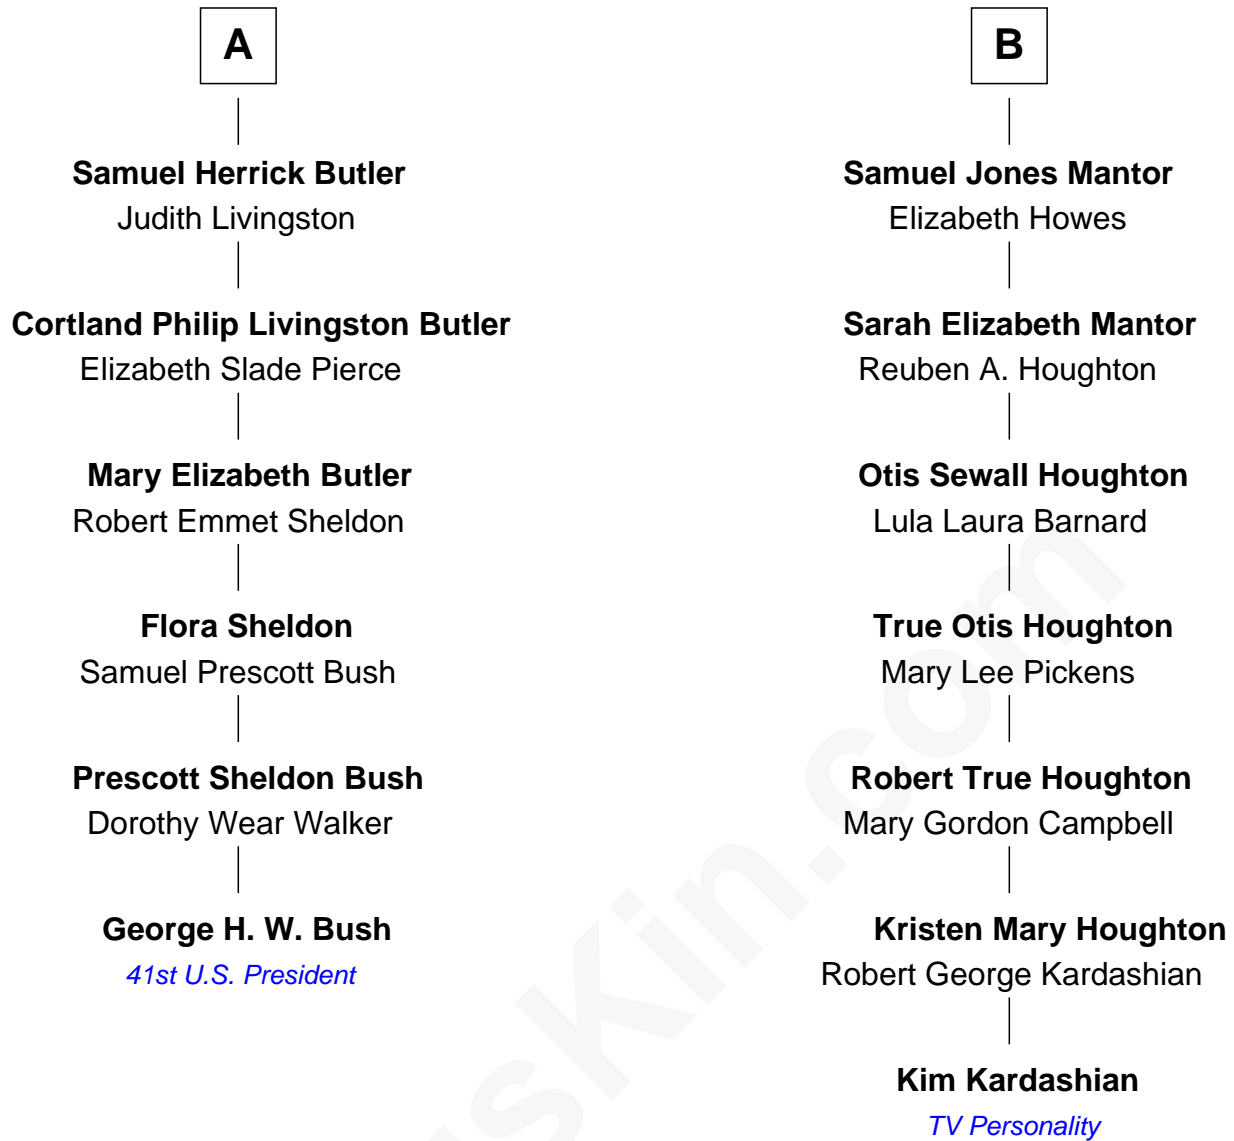 A
Samuel Herrick Butler
Judith Livingston
Cortland Philip Livingston Butler
Elizabeth Slade Pierce
Mary Elizabeth Butler
Robert Emmet Sheldon
Flora Sheldon
Samuel Prescott Bush
Prescott Sheldon Bush
Dorothy Wear Walker
George H. W. Bush
41st U.S. President
B
Samuel Jones Mantor
Elizabeth Howes
Sarah Elizabeth Mantor
Reuben A. Houghton
Otis Sewall Houghton
Lula Laura Barnard
True Otis Houghton
Mary Lee Pickens
Robert True Houghton
Mary Gordon Campbell
Kristen Mary Houghton
Robert George Kardashian
Kim Kardashian
TV Personality